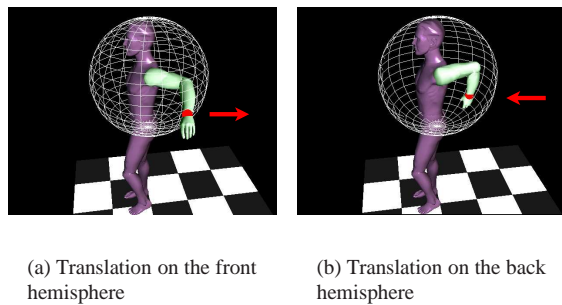 (a) Translation on the front
hemisphere
(b) Translation on the back
hemisphere